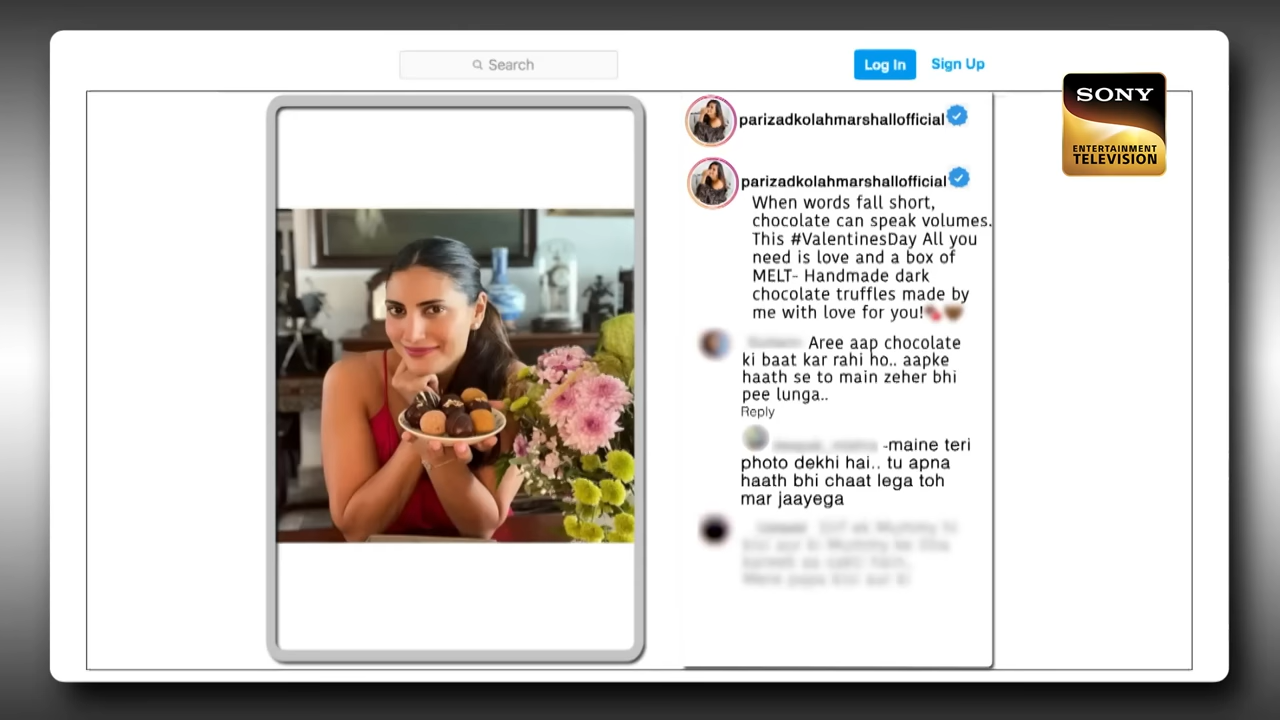 Search
Log In
Sign Up
SONY
ENTERTAINMENT
TELEVISION
parizadkolahmarshallofficial
parizadkolahmarshallofficial
When words fall short,
chocolate can speak volumes.
This #ValentinesDay All you
need is love and a box of
MELT- Handmade dark
chocolate truffles made by
me with love for you!
Aree aap chocolate
ki baat kar rahi ho.. aapke
haath se to main zeher bhi
pee lunga..
Reply
-maine teri
photo dekhi hai.. tu apna
haath bhi chaat lega toh
mar jaayega